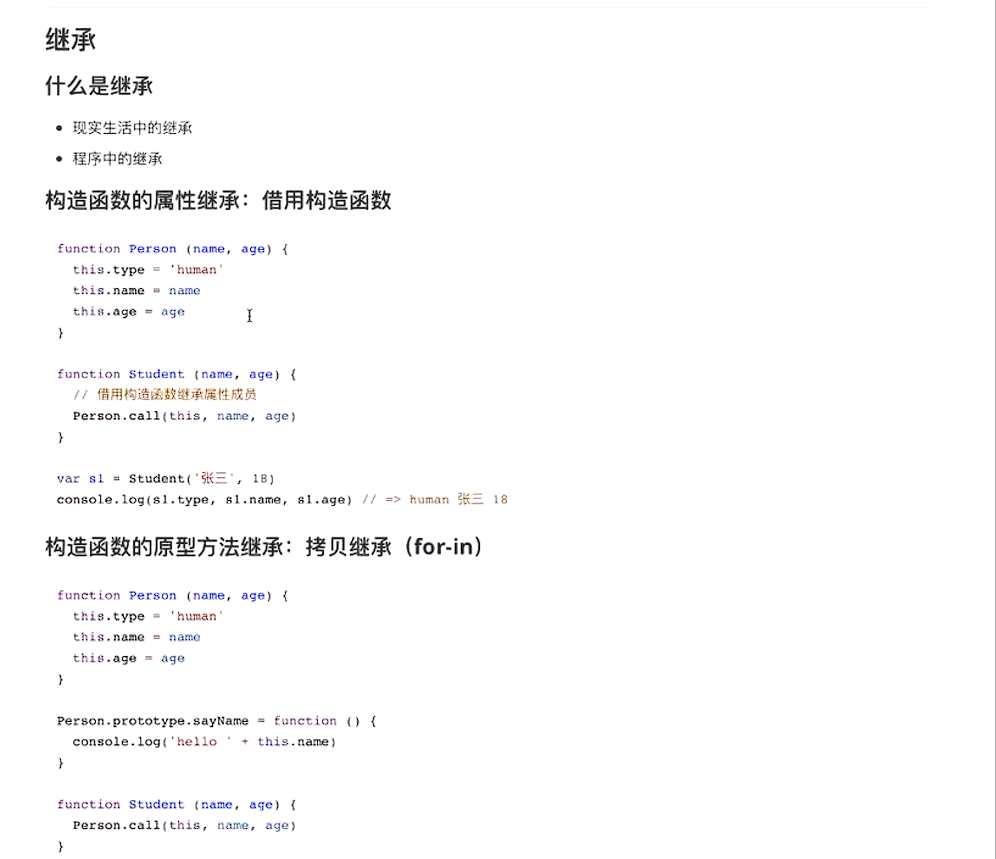 继承
什么是继承
现实生活中的继承
程序中的继承
构造函数的属性继承：借用构造函数
function Person (name, age) {
  this.type = 'human'
  this.name = name
  this.age = age
}
function Student (name, age) {
  // 借用构造函数继承属性成员
  Person.call(this, name, age)
}
var s1 = Student('张三', 18)
console.log(s1.type, s1.name, s1.age) // => human 张三 18
构造函数的原型方法继承：拷贝继承（for-in）
function Person (name, age) {
  this.type = 'human'
  this.name = name
  this.age = age
}
Person.prototype.sayName = function () {
  console.log('hello ' + this.name)
}
function Student (name, age) {
  Person.call(this, name, age)
}